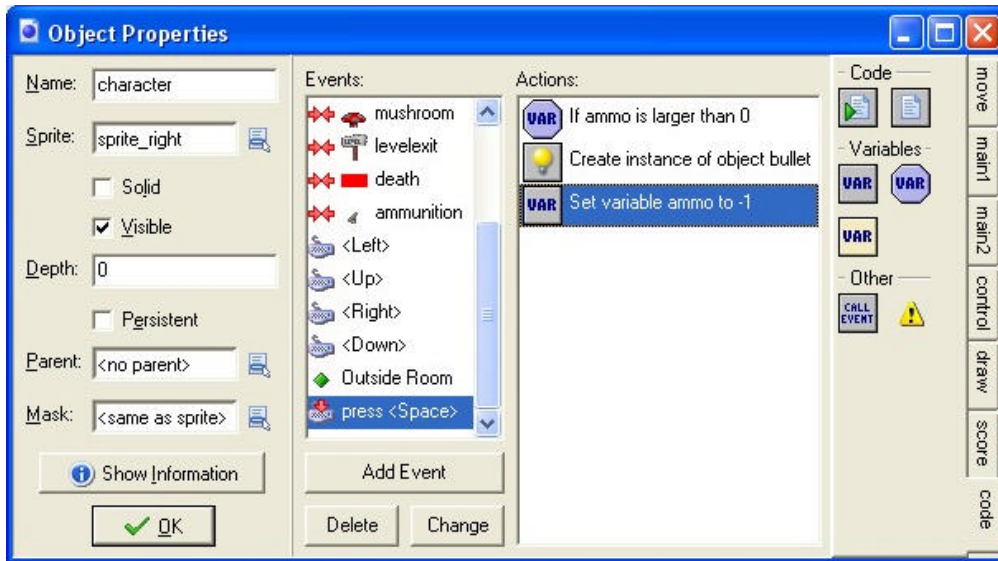 Object Properties
Name:
character
Sprite:
sprite_right
Solid
Visible
Depth:
0
Persistent
Parent:
<no parent>
Mask:
<same as sprite>
Show Information
OK
Events:
mushroom
levelexit
death
ammunition
<Left>
<Up>
<Right>
<Down>
Outside Room
press <Space>
Add Event
Delete
Change
Actions:
VAR If ammo is larger than 0
Create instance of object bullet
VAR Set variable ammo to -1
Code
Variables
VAR
VAR
VAR
Other
CALL
EVENT
move
main1
main2
control
draw
score
code